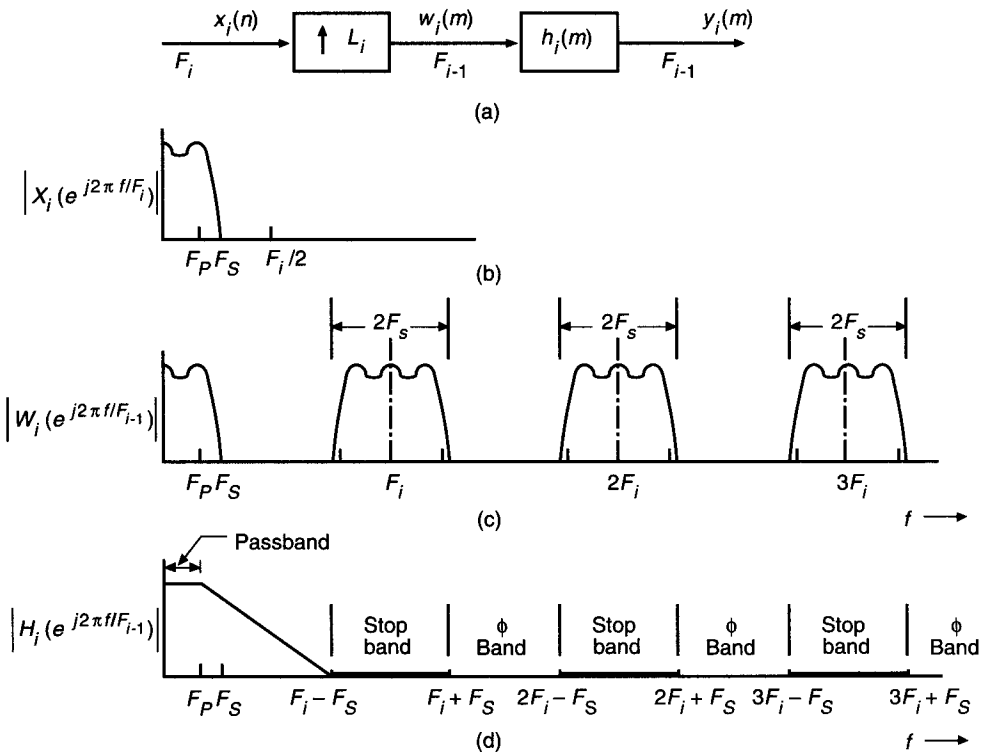 x_i(n) w_i(m) y_i(m)
L_i h_i(m)
F_i F_{i-1} F_{i-1}
(a)
|X_i(e^{j2πf/F_i})|
F_P F_S F_i/2
(b)
2F_s 2F_s 2F_s
|W_i(e^{j2πf/F_{i-1}})|
F_P F_S F_i 2F_i 3F_i
f
(c)
Passband
|H_i(e^{j2πf/F_{i-1}})|
Stop band ϕ Band Stop band ϕ Band Stop band ϕ Band
F_P F_S F_i – F_S F_i + F_S 2F_i – F_S 2F_i + F_S 3F_i – F_S 3F_i + F_S
f
(d)